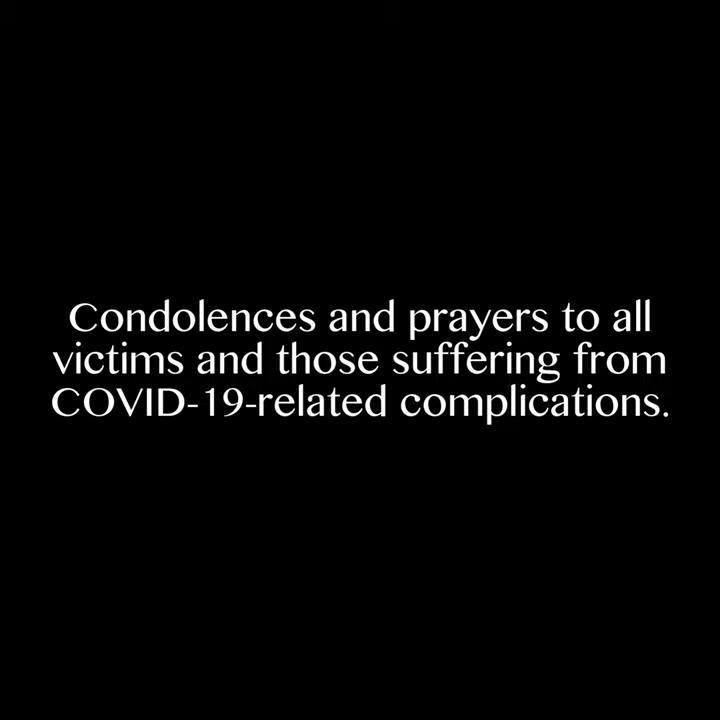 Condolences and prayers to all
victims and those suffering from
COVID-19-related complications.